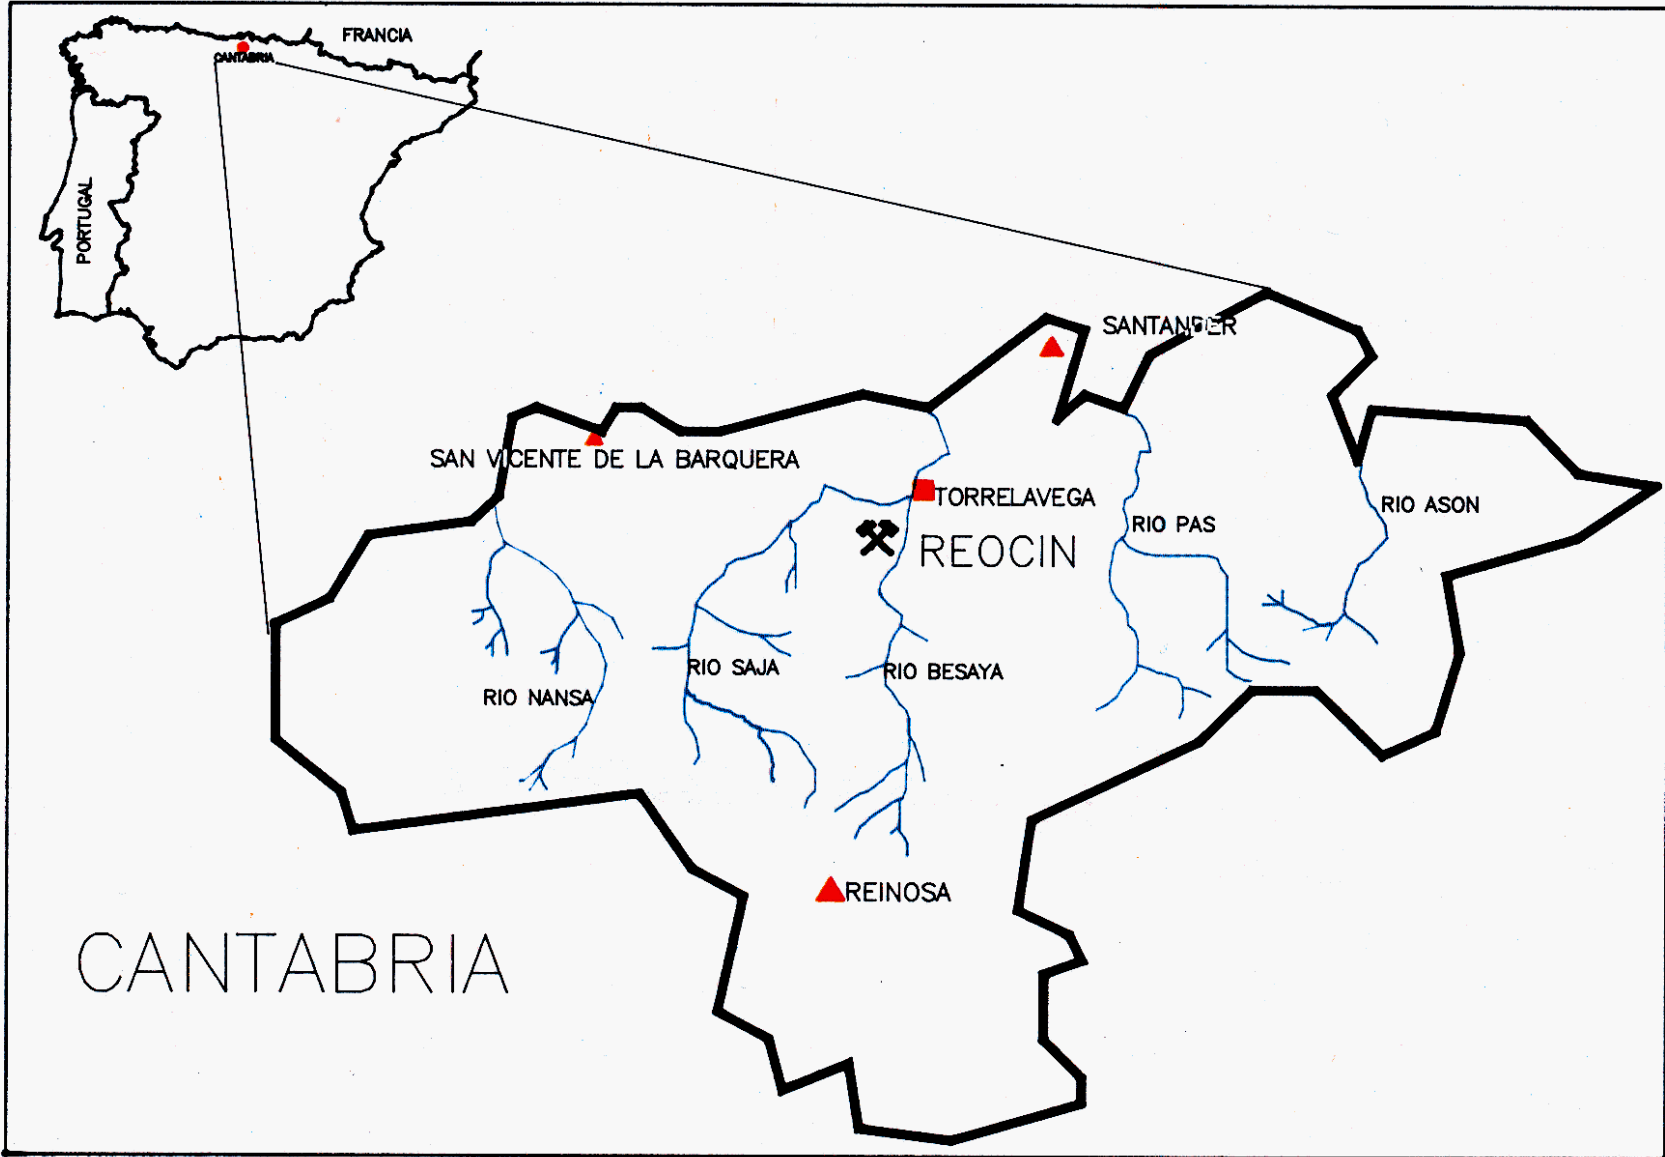 FRANCIA
CANTABRIA
PORTUGAL
SANTANDER
SAN VICENTE DE LA BARQUERA
TORRELAVEGA
RIO ASON
RIO PAS
REOCIN
RIO SAJA
RIO BESAYA
RIO NANSA
REINOSA
CANTABRIA